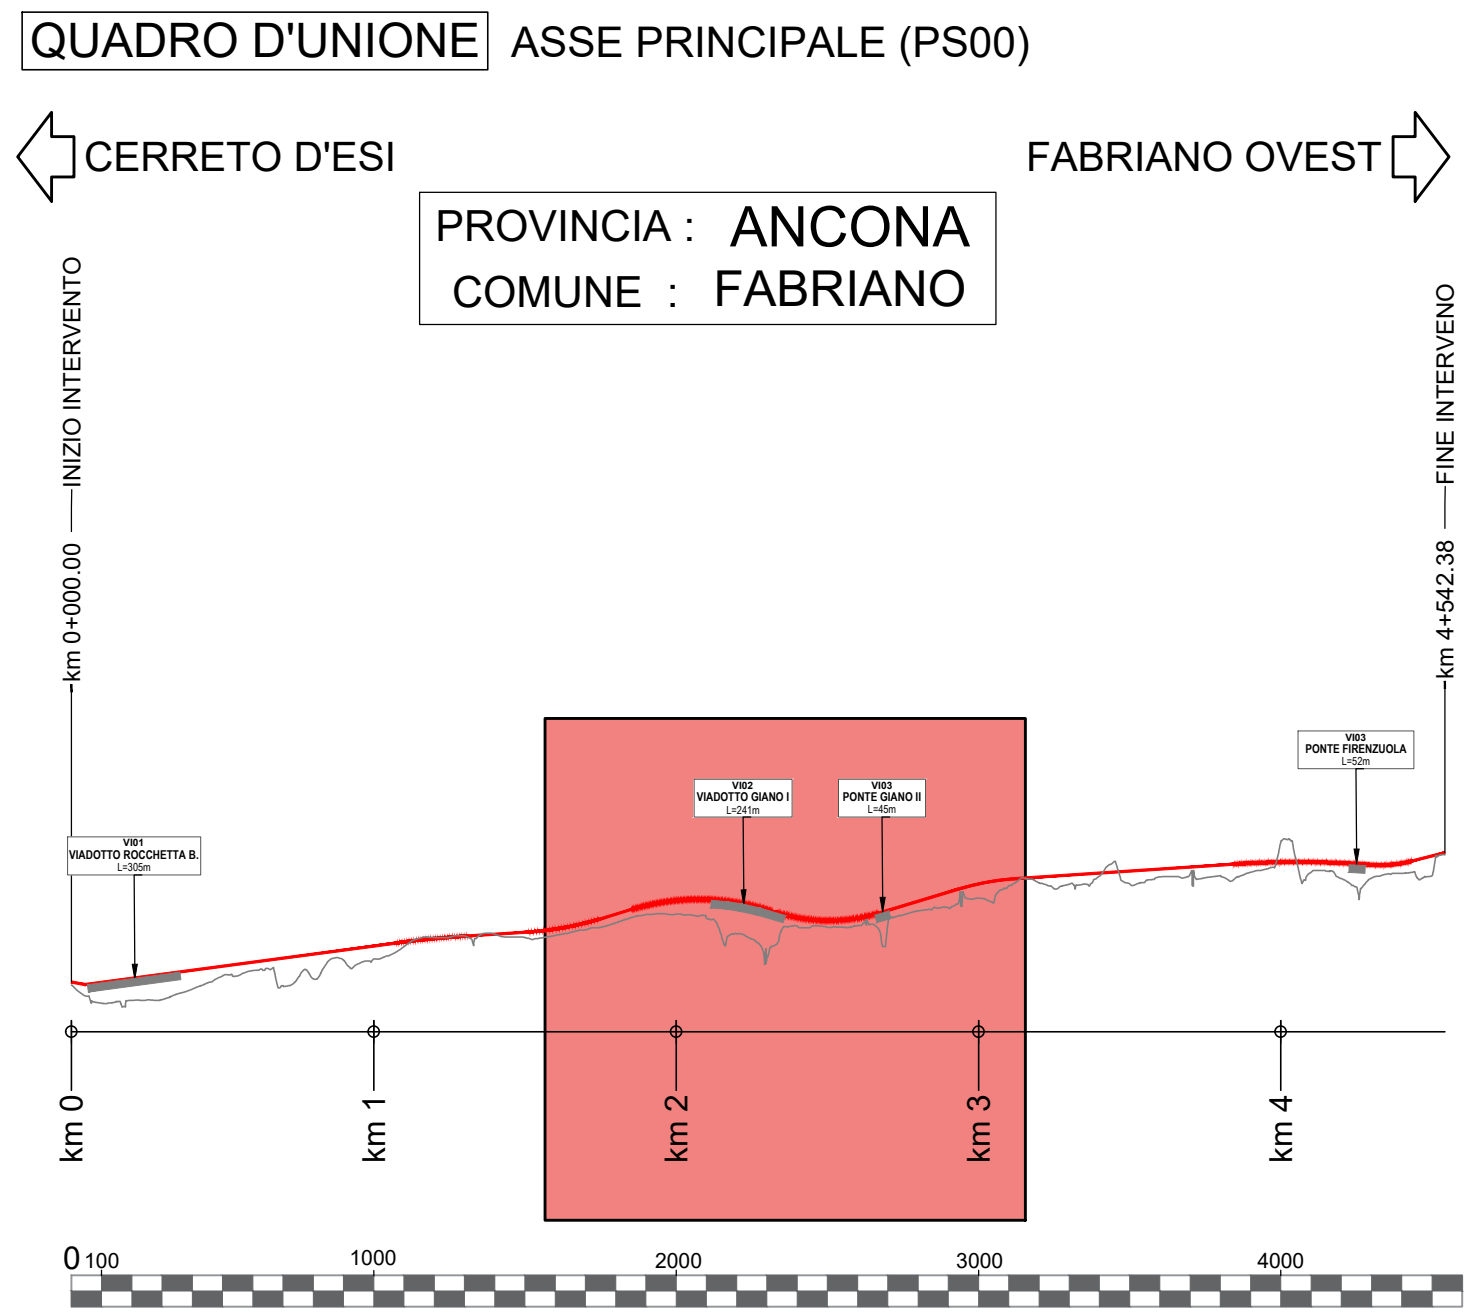 QUADRO D'UNIONE ASSE PRINCIPALE (PS00)
CERRETO D'ESI
FABRIANO OVEST
PROVINCIA : ANCONA
COMUNE : FABRIANO
km 0+000.00 INIZIO INTERVENTO
km 4+542.38 FINE INTERVENO
VI01
VIADOTTO ROCCHETTA B.
L=305m
VI02
VIADOTTO GIANO I
L=241m
VI03
PONTE GIANO II
L=45m
VI03
PONTE FIRENZUOLA
L=52m
km 0
km 1
km 2
km 3
km 4
0 100 1000 2000 3000 4000